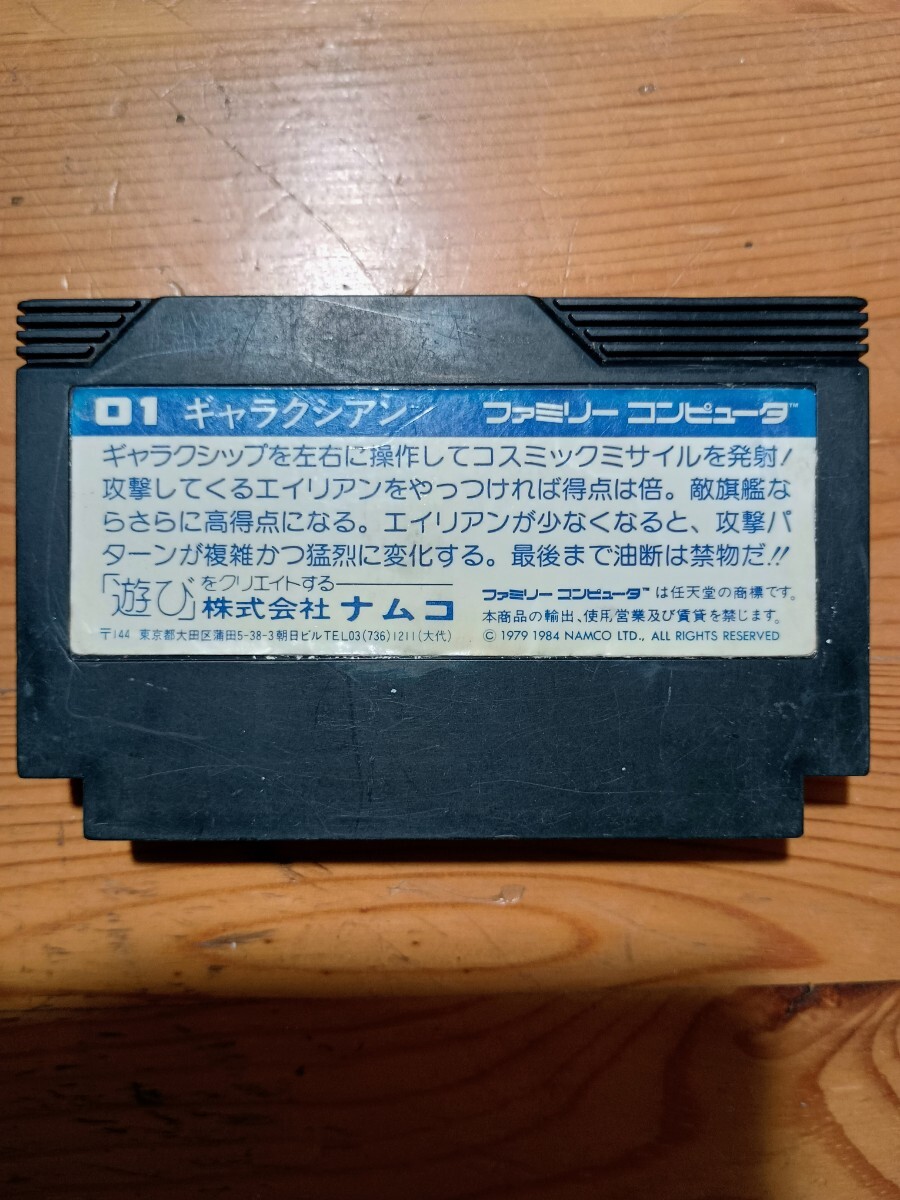 01 ギャラクシアン ファミリー コンピュータ™
ギャラクシップを左右に操作してコスミックミサイルを発射！
攻撃してくるエイリアンをやっつければ得点は倍。敵旗艦な
らさらに高得点になる。エイリアンが少なくなると、攻撃パ
ターンが複雑かつ猛烈に変化する。最後まで油断は禁物だ!!
「遊び」をクリエイトする
株式会社 ナムコ
〒144 東京都大田区蒲田5-38-3朝日ビル TEL03(736)1211(大代)
ファミリー コンピュータ™は任天堂の商標です。
本商品の輸出、使用営業及び賃貸を禁じます。
© 1979 1984 NAMCO LTD., ALL RIGHTS RESERVED